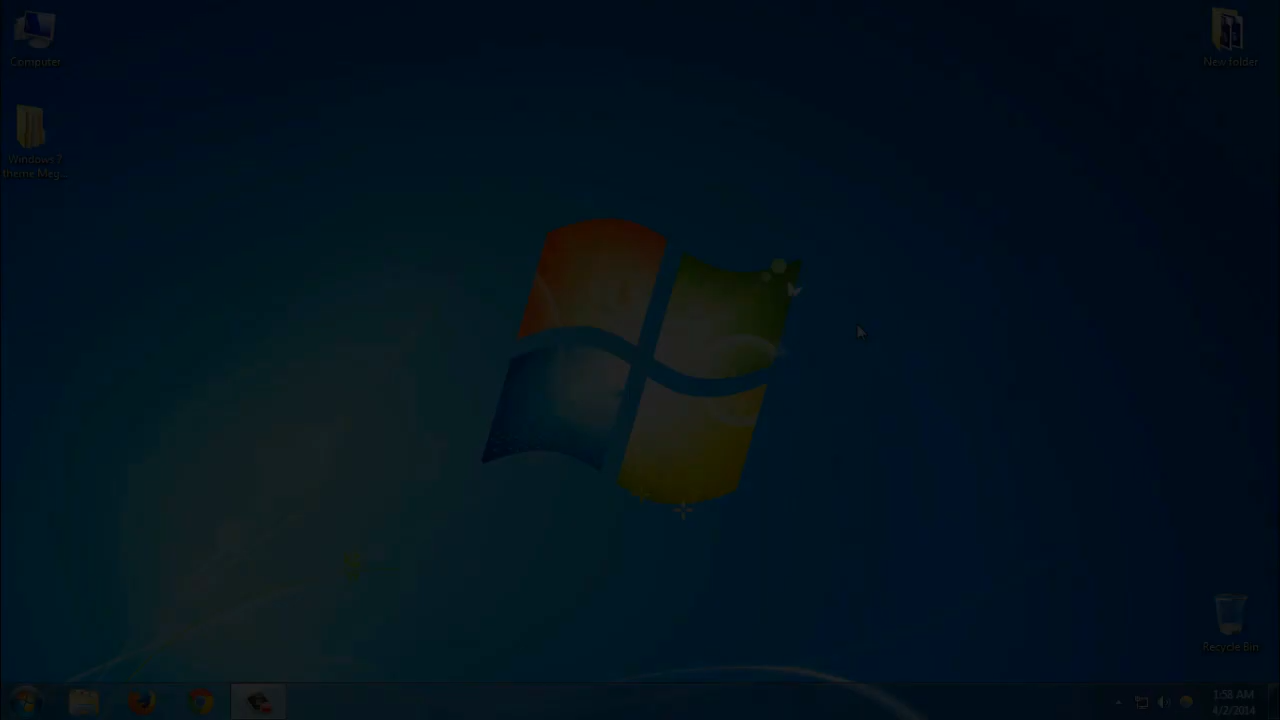 Computer
New folder
Windows 7
theme Meg...
Recycle Bin
1:58 AM
4/2/2014